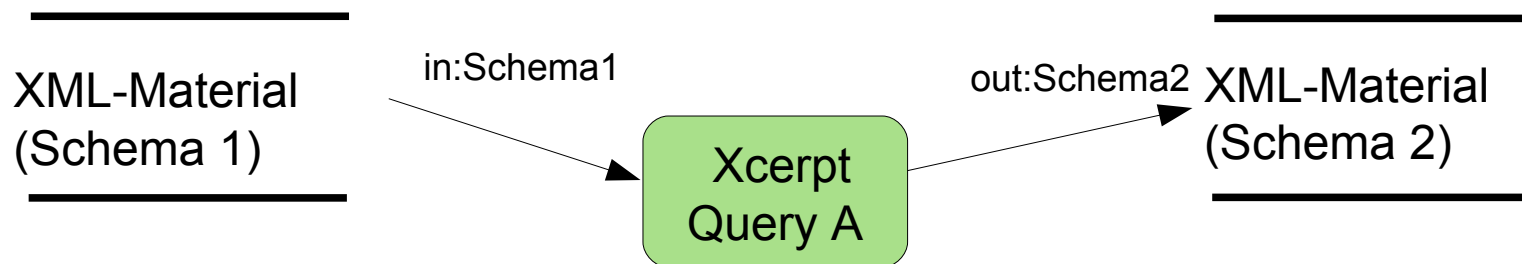 XML-Material
(Schema 1)
in:Schema1
Xcerpt
Query A
out:Schema2
XML-Material
(Schema 2)